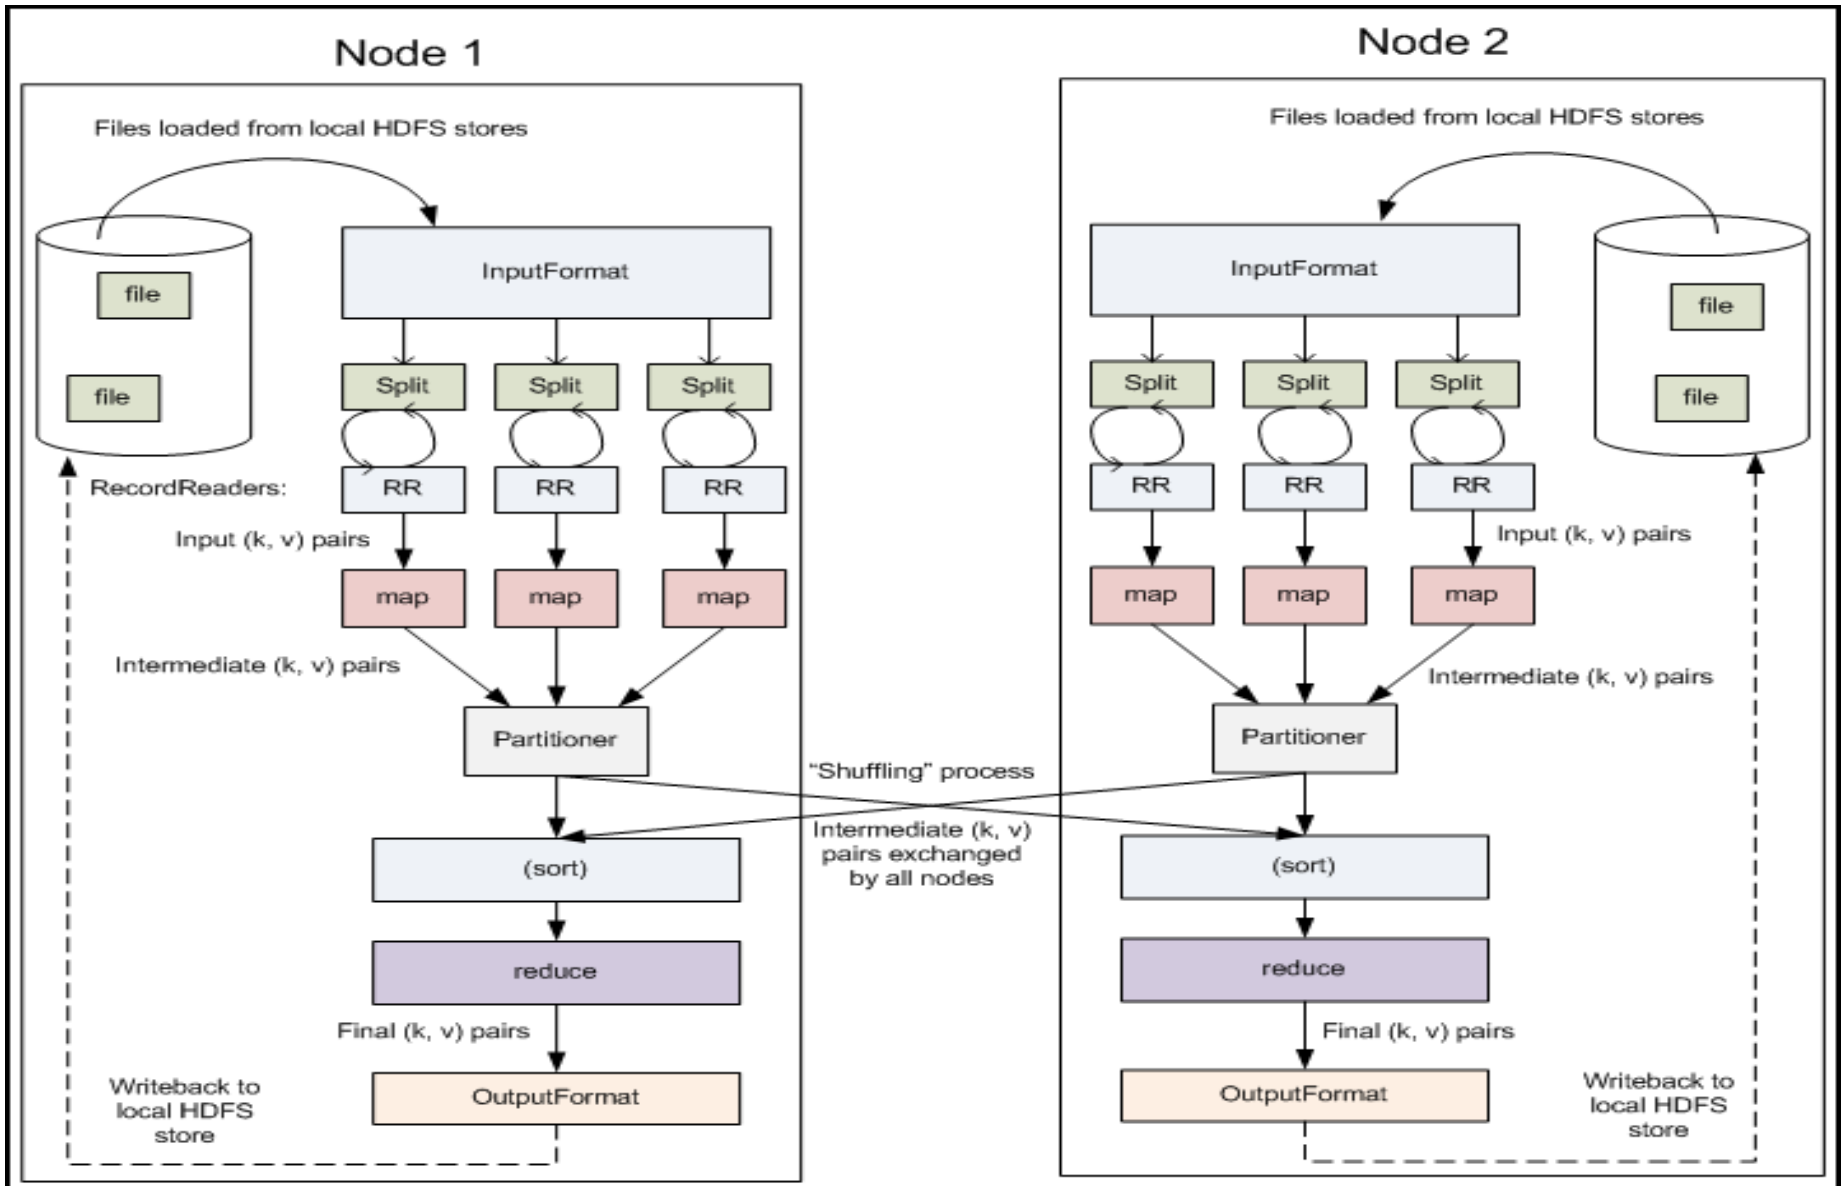 Node 1
Files loaded from local HDFS stores
file
file
InputFormat
Split
Split
Split
RecordReaders:
RR
RR
RR
Input (k, v) pairs
map
map
map
Intermediate (k, v) pairs
Partitioner
(sort)
reduce
Final (k, v) pairs
OutputFormat
Writeback to
local HDFS
store
“Shuffling” process
Intermediate (k, v)
pairs exchanged
by all nodes
Node 2
Files loaded from local HDFS stores
InputFormat
file
file
Split
Split
Split
RR
RR
RR
Input (k, v) pairs
map
map
map
Intermediate (k, v) pairs
Partitioner
(sort)
reduce
Final (k, v) pairs
OutputFormat
Writeback to
local HDFS
store